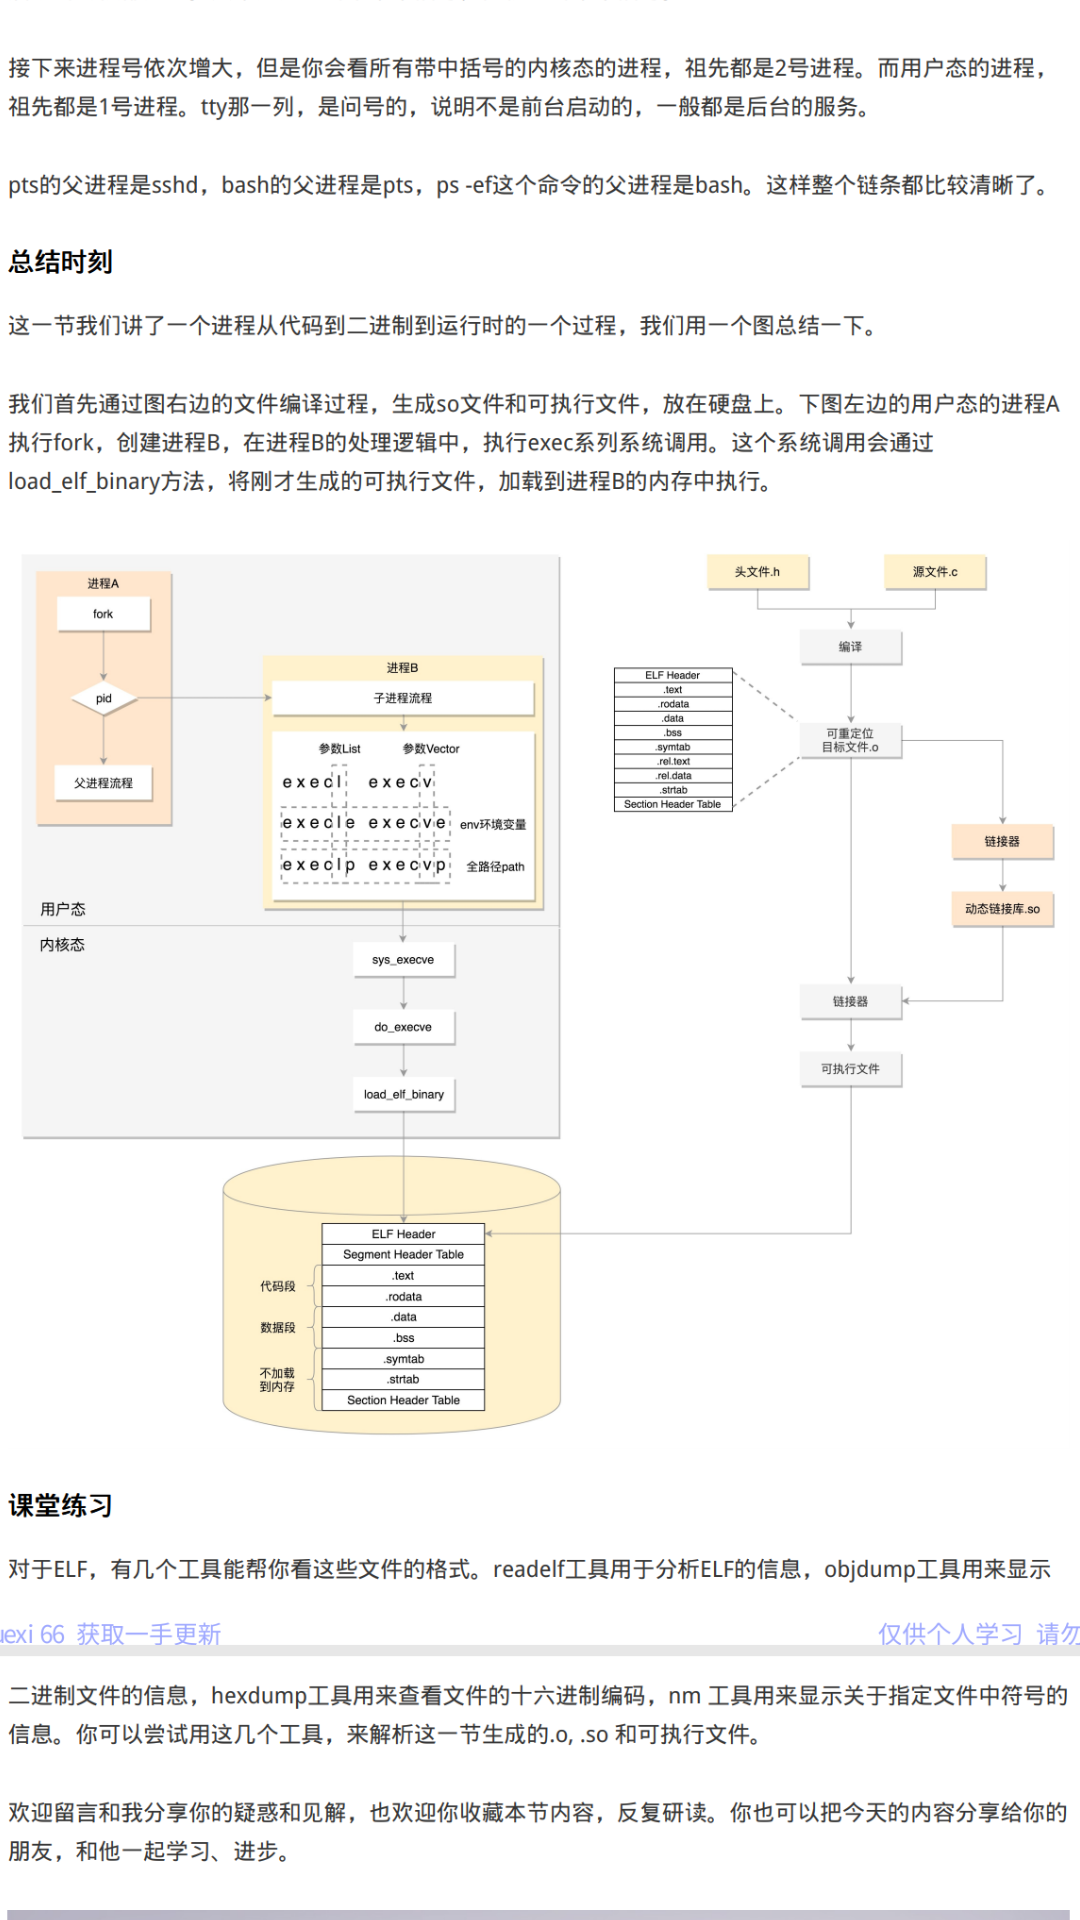 接下来进程号依次增大，但是你会看所有带中括号的内核态的进程，祖先都是2号进程。而用户态的进程，
祖先都是1号进程。tty那一列，是问号的，说明不是前台启动的，一般都是后台的服务。
pts的父进程是sshd，bash的父进程是pts，ps -ef这个命令的父进程是bash。这样整个链条都比较清晰了。
总结时刻
这一节我们讲了一个进程从代码到二进制到运行时的一个过程，我们用一个图总结一下。
我们首先通过图右边的文件编译过程，生成so文件和可执行文件，放在硬盘上。下图左边的用户态的进程A
执行fork，创建进程B，在进程B的处理逻辑中，执行exec系列系统调用。这个系统调用会通过
load_elf_binary方法，将刚才生成的可执行文件，加载到进程B的内存中执行。
进程A
fork
pid
父进程流程
进程B
子进程流程
参数List 参数Vector
execl execv
execle execve env环境变量
execlp execvp 全路径path
用户态
内核态
sys_execve
do_execve
load_elf_binary
头文件.h
源文件.c
编译
可重定位
目标文件.o
ELF Header
.text
.rodata
.data
.bss
.symtab
.rel.text
.rel.data
.strtab
Section Header Table
链接器
动态链接库.so
链接器
可执行文件
ELF Header
Segment Header Table
.text
.rodata
.data
.bss
.symtab
.strtab
Section Header Table
代码段
数据段
不加载
到内存
课堂练习
对于ELF，有几个工具能帮你看这些文件的格式。readelf工具用于分析ELF的信息，objdump工具用来显示
uexi 66 获取一手更新
仅供个人学习 请勿
二进制文件的信息，hexdump工具用来查看文件的十六进制编码，nm 工具用来显示关于指定文件中符号的
信息。你可以尝试用这几个工具，来解析这一节生成的.o, .so 和可执行文件。
欢迎留言和我分享你的疑惑和见解，也欢迎你收藏本节内容，反复研读。你也可以把今天的内容分享给你的
朋友，和他一起学习、进步。